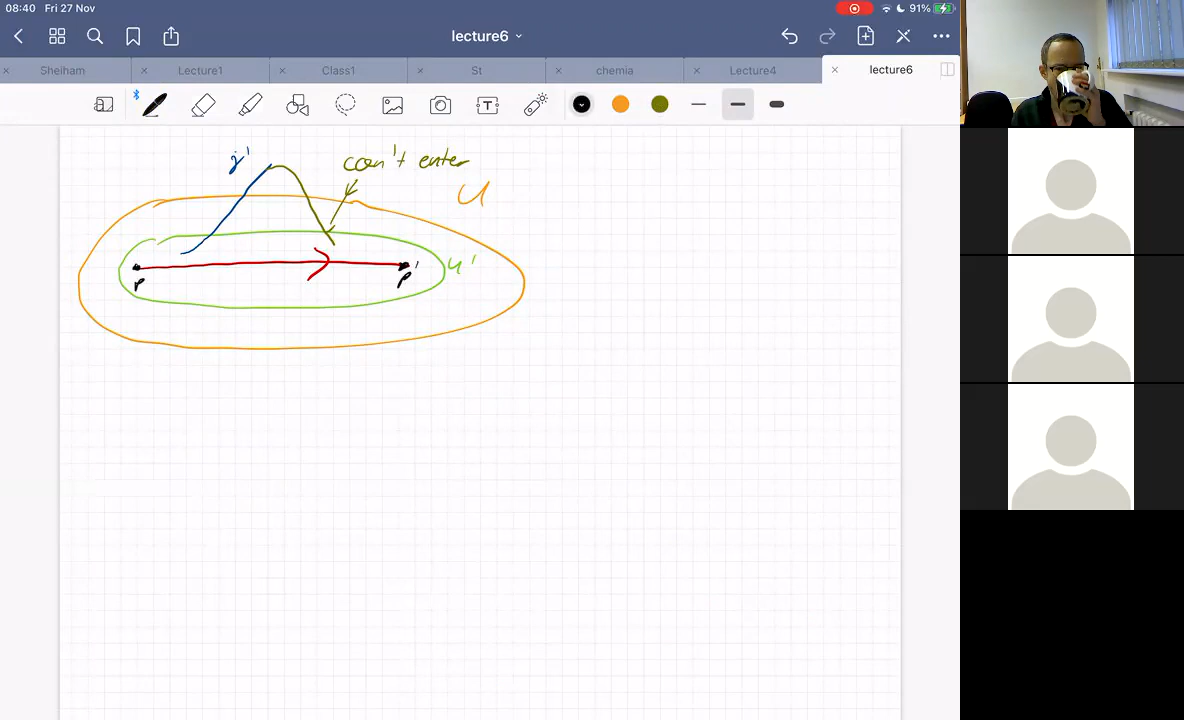 08:40 Fri 27 Nov
91%
lecture6
Sheiham
Lecture1
Class1
St
chemia
Lecture4
lecture6
T
γ'
can't enter
U
U'
p
p'